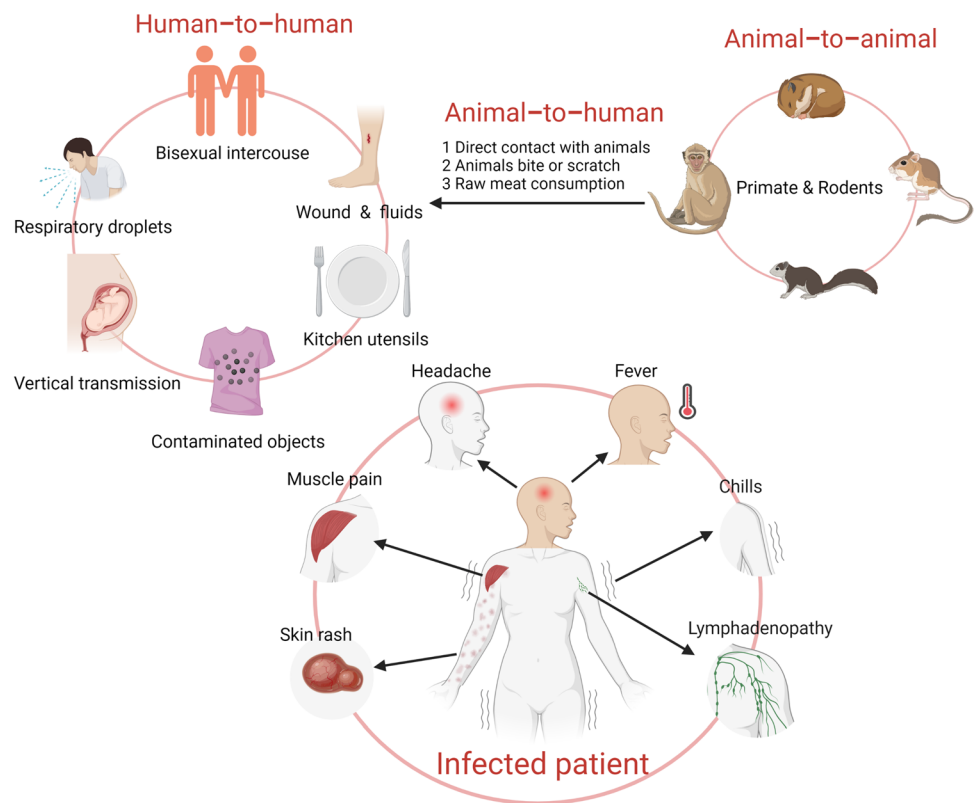 Human-to-human
Bisexual intercouse
Respiratory droplets
Wound & fluids
Vertical transmission
Kitchen utensils
Contaminated objects
Animal-to-human
1 Direct contact with animals
2 Animals bite or scratch
3 Raw meat consumption
Animal-to-animal
Primate & Rodents
Headache
Fever
Muscle pain
Chills
Skin rash
Lymphadenopathy
Infected patient